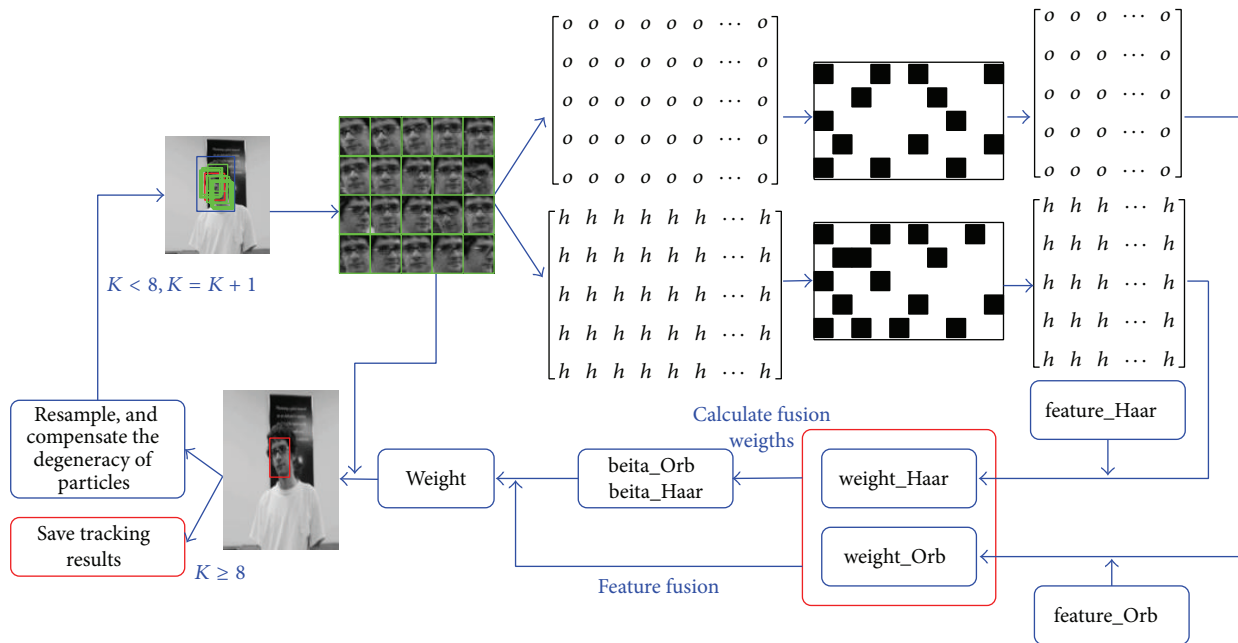 o o o o o o ⋯ o
o o o o o o ⋯ o
o o o o o o ⋯ o
o o o o o o ⋯ o
o o o o o o ⋯ o
o o o ⋯ o
o o o ⋯ o
o o o ⋯ o
o o o ⋯ o
o o o ⋯ o
h h h h h h ⋯ h
h h h h h h ⋯ h
h h h h h h ⋯ h
h h h h h h ⋯ h
h h h h h h ⋯ h
h h h ⋯ h
h h h ⋯ h
h h h ⋯ h
h h h ⋯ h
h h h ⋯ h
K < 8, K = K + 1
Resample, and
compensate the
degeneracy of
particles
Save tracking
results
K ≥ 8
Weight
beita_Orb
beita_Haar
Calculate fusion
weigths
Feature fusion
weight_Haar
weight_Orb
feature_Haar
feature_Orb